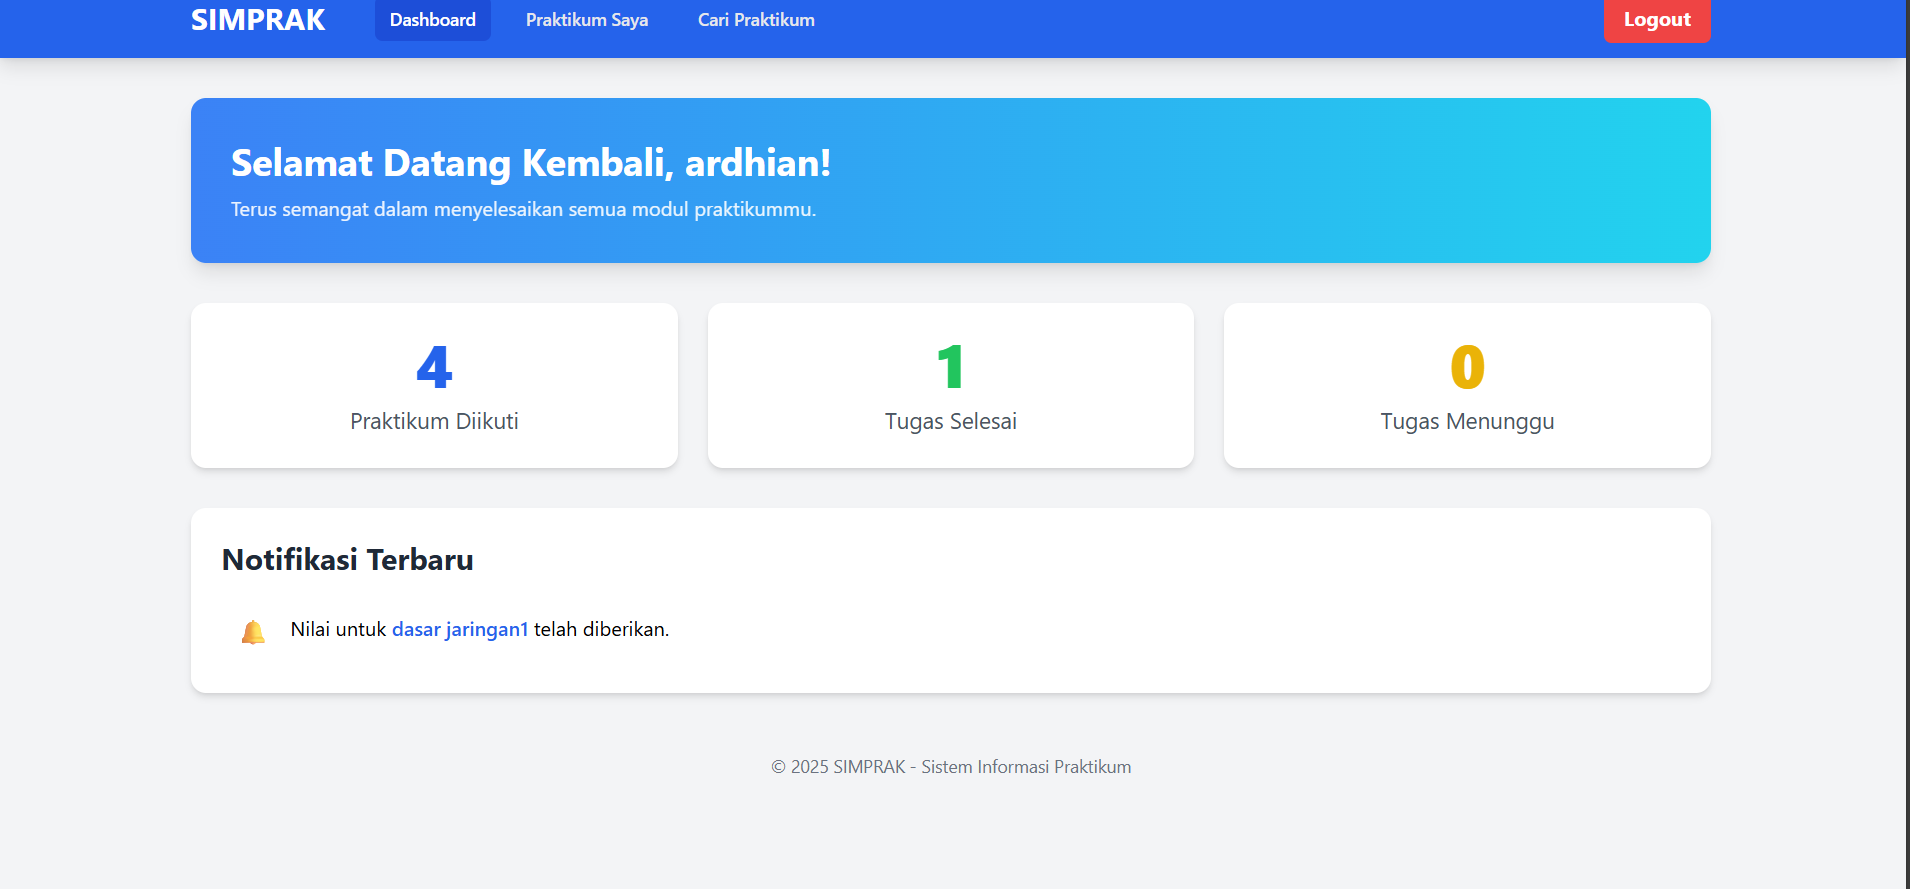 SIMPRAK
Dashboard
Praktikum Saya
Cari Praktikum
Logout
Selamat Datang Kembali, ardhian!
Terus semangat dalam menyelesaikan semua modul praktikummu.
4
Praktikum Diikuti
1
Tugas Selesai
0
Tugas Menunggu
Notifikasi Terbaru
Nilai untuk dasar jaringan1 telah diberikan.
© 2025 SIMPRAK - Sistem Informasi Praktikum